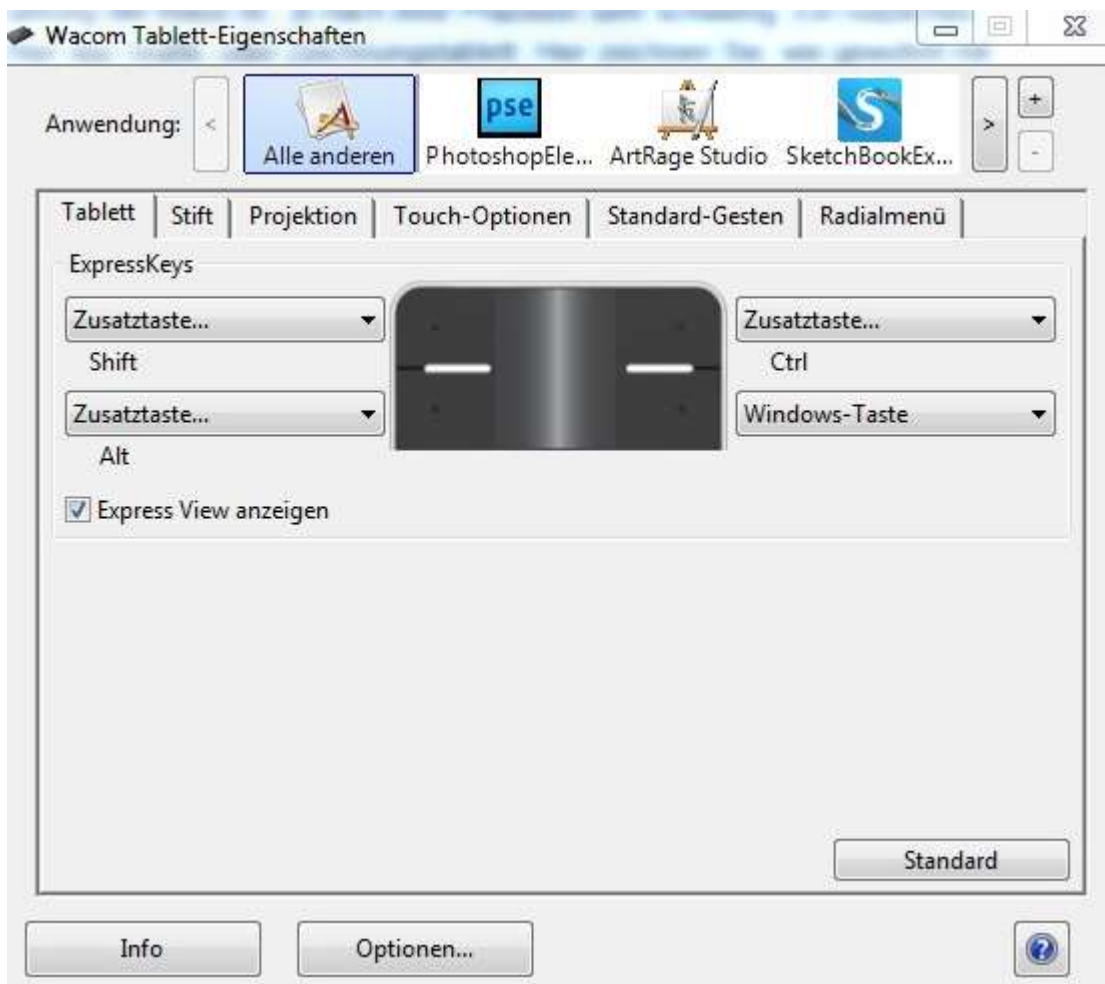 Wacom Tablett-Eigenschaften
Anwendung: < > + -
pse
Alle anderen PhotoshopEle... ArtRage Studio SketchBookEx...
Tablett Stift Projektion Touch-Optionen Standard-Gesten Radialmenü
ExpressKeys
Zusatztaste... Zusatztaste...
Shift Ctrl
Zusatztaste... Windows-Taste
Alt
Express View anzeigen
Standard
Info Optionen... ?